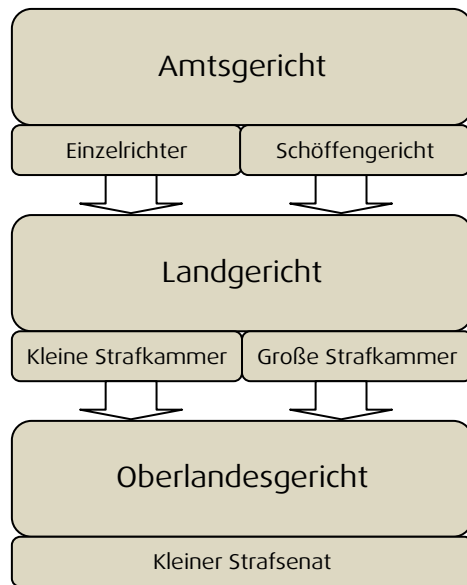 Amtsgericht
Einzelrichter Schöffengericht
Landgericht
Kleine Strafkammer Große Strafkammer
Oberlandesgericht
Kleiner Strafsenat